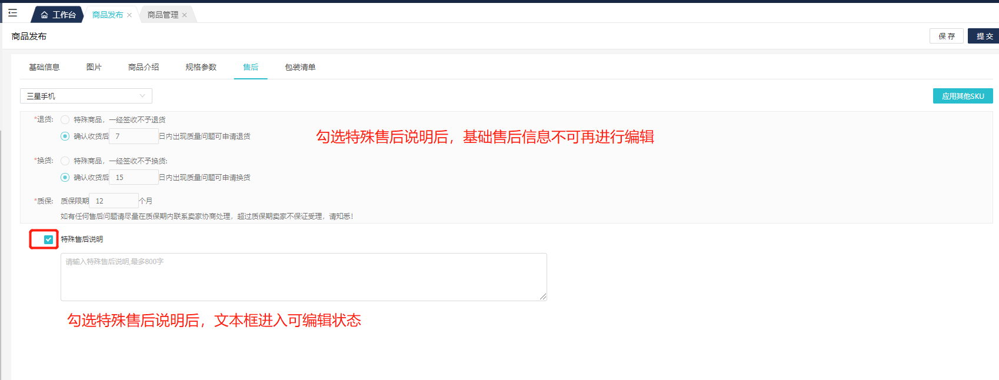 工作台 商品发布 商品管理
商品发布 保 存 提 交
基础信息 图片 商品介绍 规格参数 售后 包装清单
三星手机 应用其他SKU
*退货: 特殊商品，一经签收不予退货
确认收货后 7 日内出现质量问题可申请退货
勾选特殊售后说明后，基础售后信息不可再进行编辑
*换货: 特殊商品，一经签收不予换货;
确认收货后 15 日内出现质量问题可申请换货
*质保: 质保限期 12 个月
如有任何售后问题请尽量在质保期内联系卖家协商处理，超过质保期卖家不保证受理，请知悉！
特殊售后说明
请输入特殊售后说明,最多800字
勾选特殊售后说明后，文本框进入可编辑状态